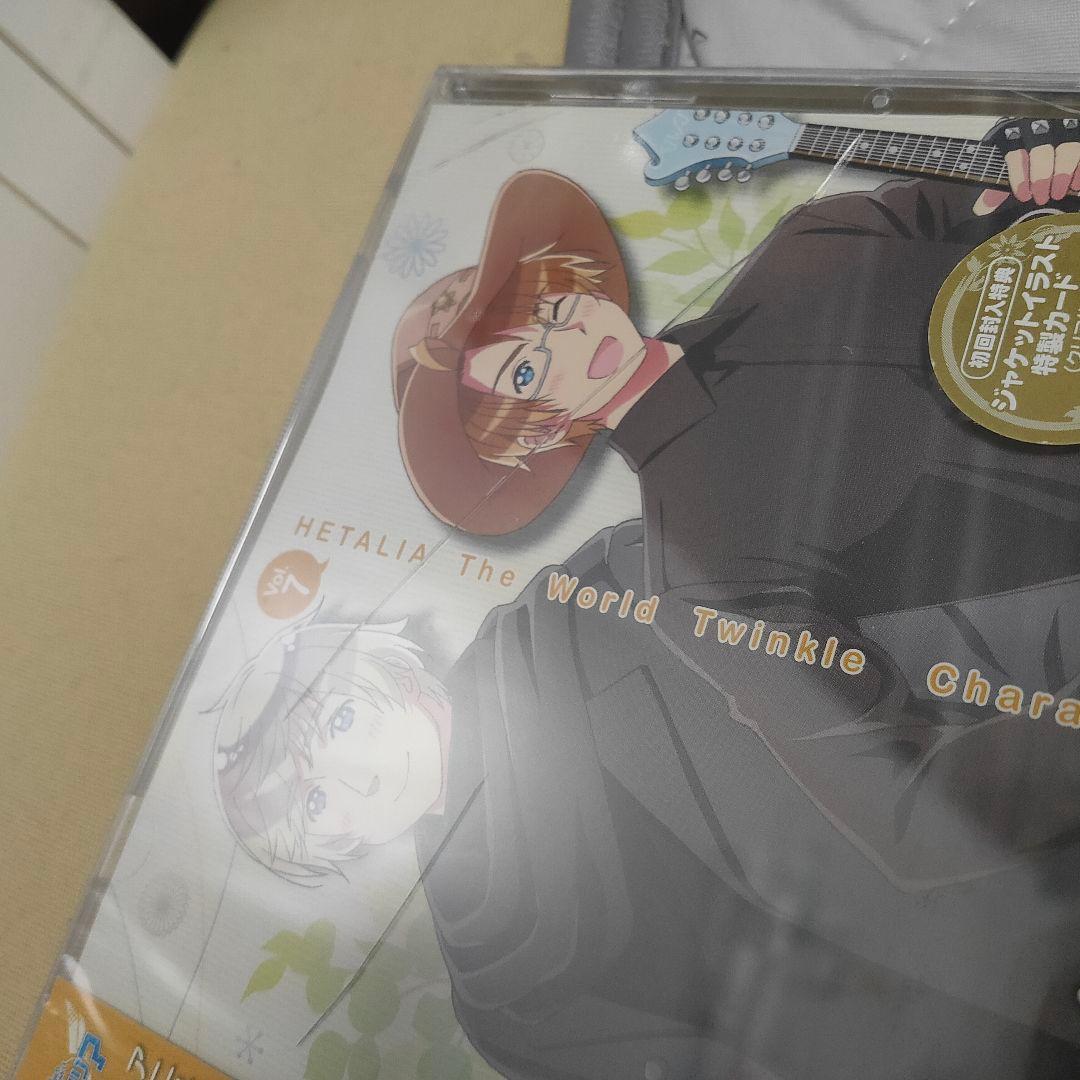 初回封入特典
ジャケットイラスト
特製カード
HETALIA The World Twinkle Chara
Vol.
7